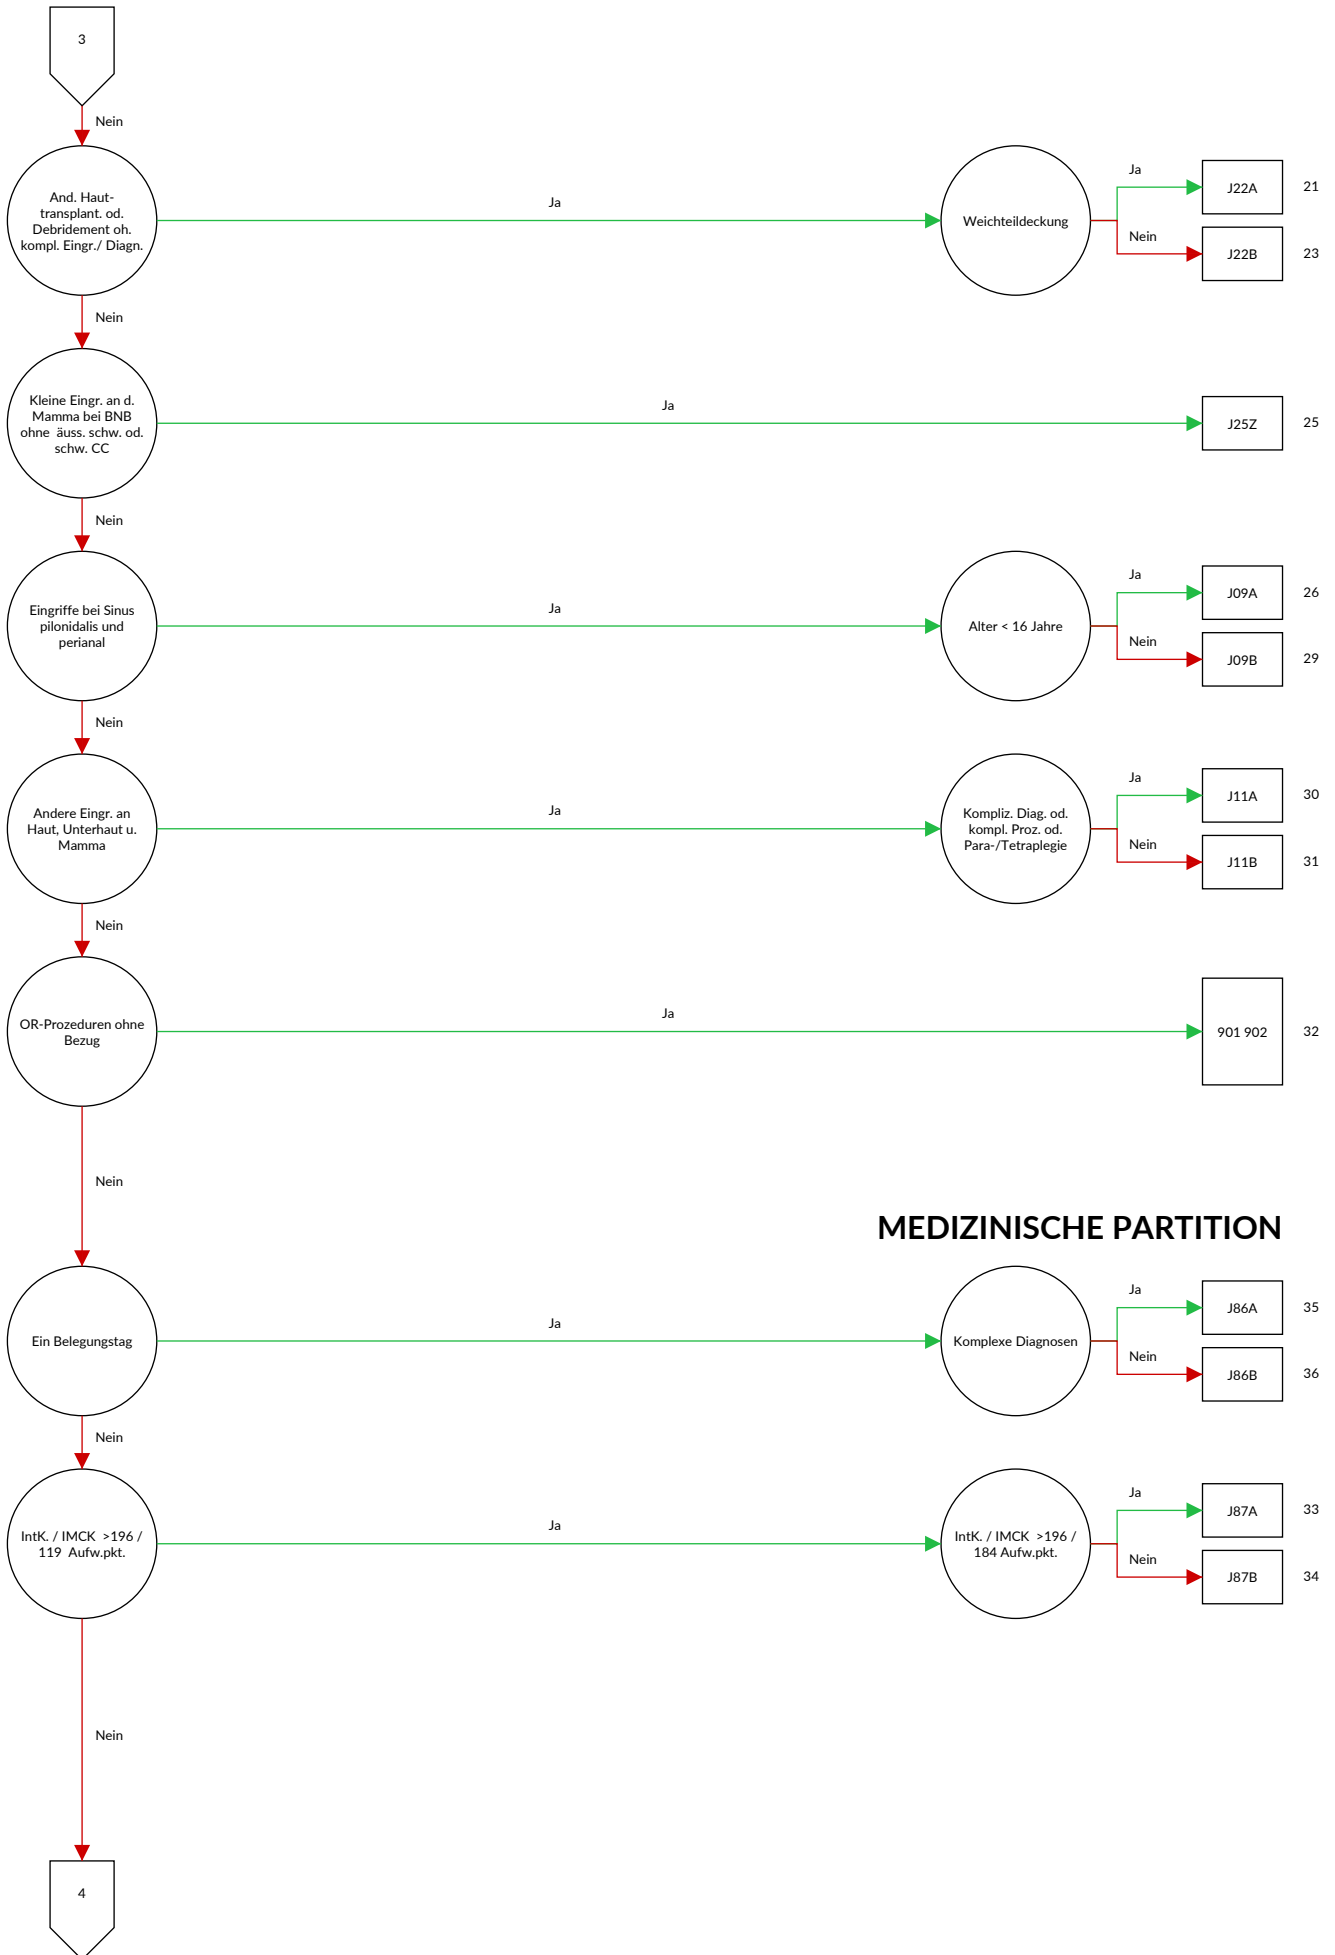 3
Nein
And. Haut-
transplant. od.
Debridement oh.
kompl. Eingr./ Diagn.
Ja
Weichteildeckung
Ja
J22A
21
Nein
J22B
23
Nein
Kleine Eingr. an d.
Mamma bei BNB
ohne  äuss. schw. od.
schw. CC
Ja
J25Z
25
Nein
Eingriffe bei Sinus
pilonidalis und
perianal
Ja
Alter < 16 Jahre
Ja
J09A
26
Nein
J09B
29
Nein
Andere Eingr. an
Haut, Unterhaut u.
Mamma
Ja
Kompliz. Diag. od.
kompl. Proz. od.
Para-/Tetraplegie
Ja
J11A
30
Nein
J11B
31
Nein
OR-Prozeduren ohne
Bezug
Ja
901 902
32
Nein
MEDIZINISCHE PARTITION
Ein Belegungstag
Ja
Komplexe Diagnosen
Ja
J86A
35
Nein
J86B
36
Nein
IntK. / IMCK  >196 /
119  Aufw.pkt.
Ja
IntK. / IMCK  >196 /
184 Aufw.pkt.
Ja
J87A
33
Nein
J87B
34
Nein
4